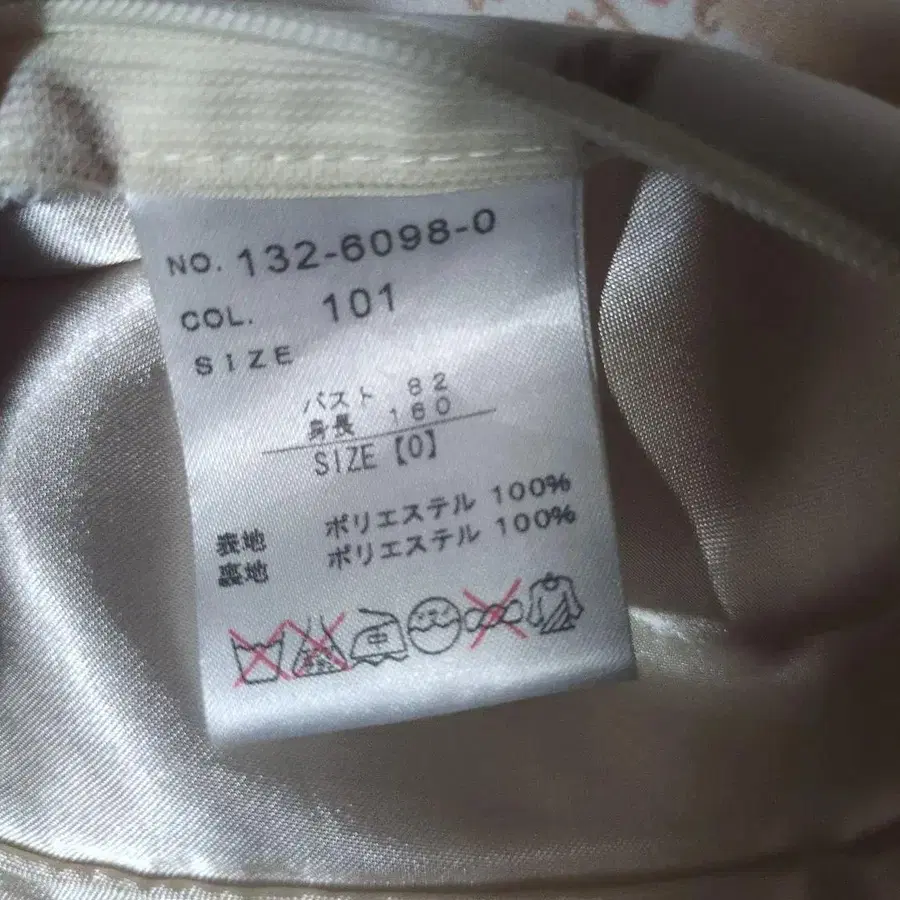 NO. 132-6098-0
COL. 101
SIZE
バスト 82
身長 160
SIZE【0】
表地 ポリエステル 100%
裏地 ポリエステル 100%